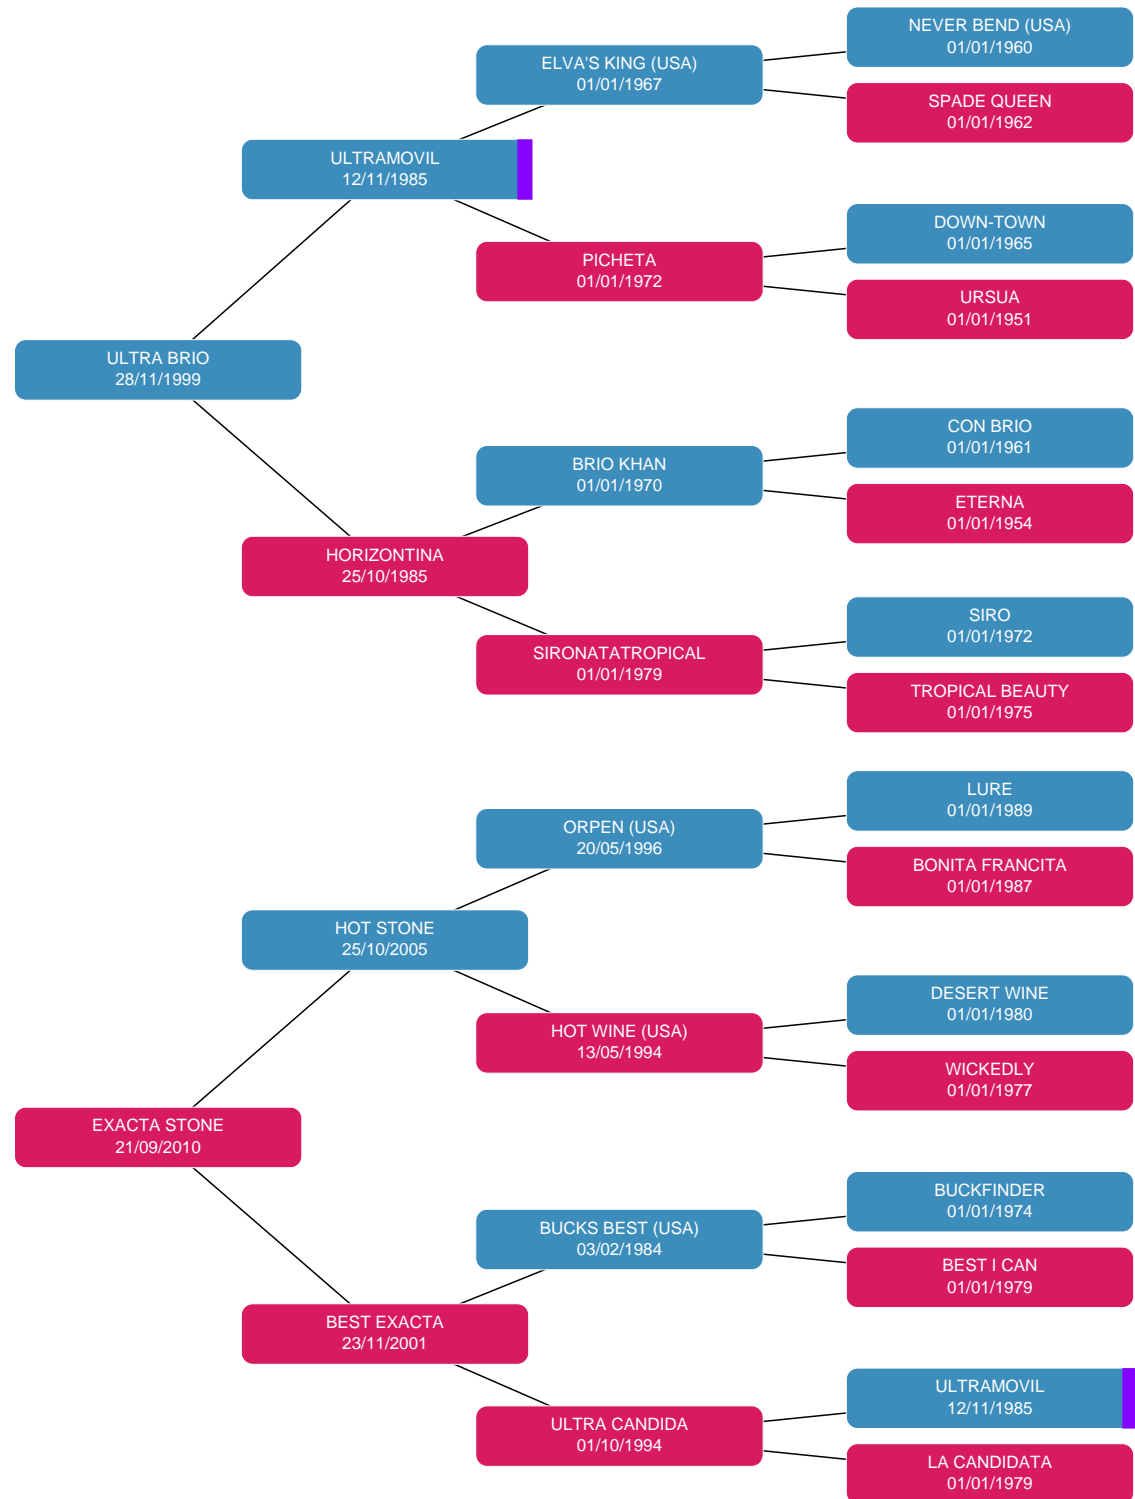 NEVER BEND (USA)
01/01/1960
ELVA'S KING (USA)
01/01/1967
SPADE QUEEN
01/01/1962
ULTRAMOVIL
12/11/1985
DOWN-TOWN
01/01/1965
PICHETA
01/01/1972
URSUA
01/01/1951
ULTRA BRIO
28/11/1999
CON BRIO
01/01/1961
BRIO KHAN
01/01/1970
ETERNA
01/01/1954
HORIZONTINA
25/10/1985
SIRO
01/01/1972
SIRONATATROPICAL
01/01/1979
TROPICAL BEAUTY
01/01/1975
LURE
01/01/1989
ORPEN (USA)
20/05/1996
BONITA FRANCITA
01/01/1987
HOT STONE
25/10/2005
DESERT WINE
01/01/1980
HOT WINE (USA)
13/05/1994
WICKEDLY
01/01/1977
EXACTA STONE
21/09/2010
BUCKFINDER
01/01/1974
BUCKS BEST (USA)
03/02/1984
BEST I CAN
01/01/1979
BEST EXACTA
23/11/2001
ULTRAMOVIL
12/11/1985
ULTRA CANDIDA
01/10/1994
LA CANDIDATA
01/01/1979